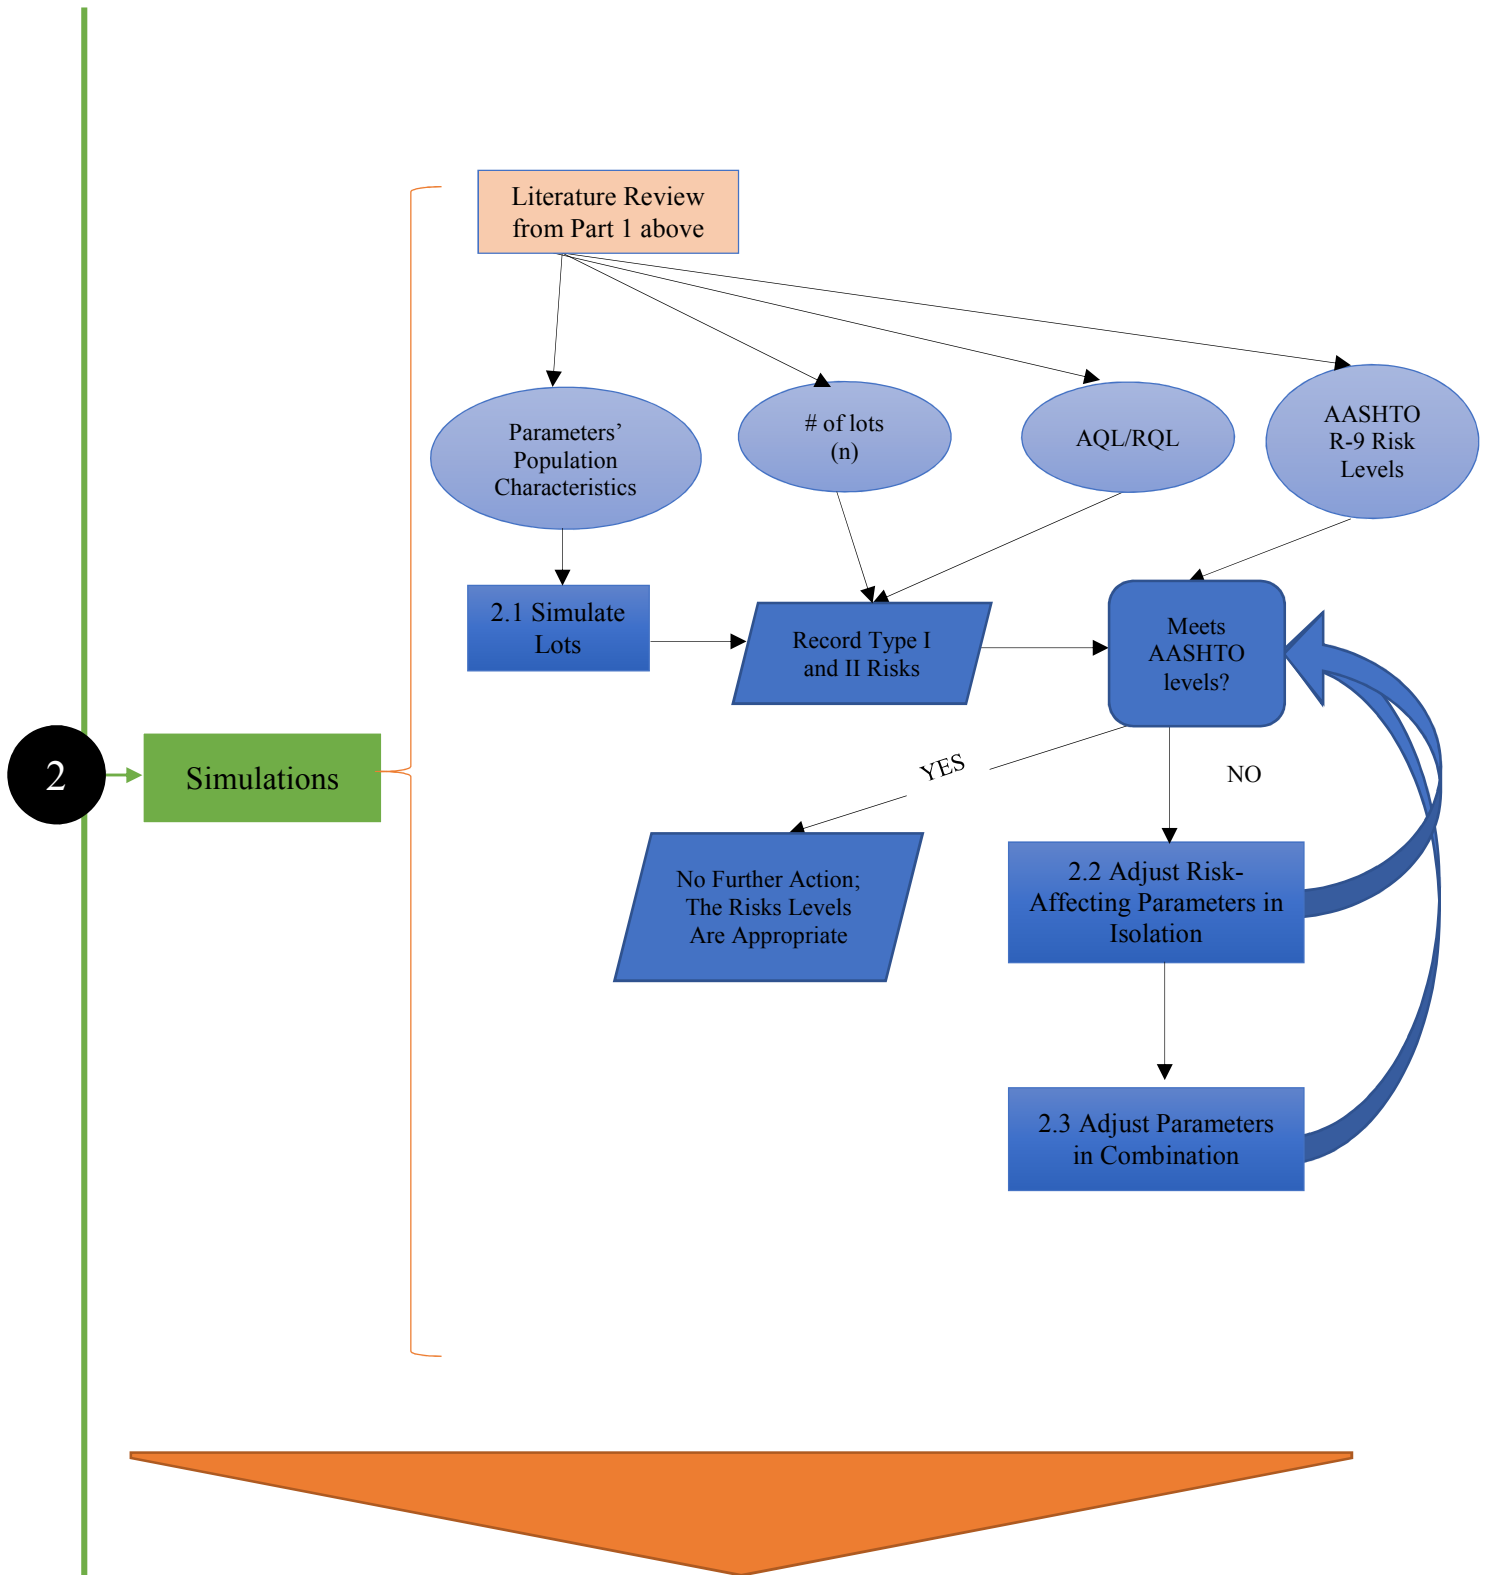 Literature Review
from Part 1 above
Parameters’
Population
Characteristics
# of lots
(n)
AQL/RQL
AASHTO
R-9 Risk
Levels
2.1 Simulate
Lots
Record Type I
and II Risks
Meets
AASHTO
levels?
2
Simulations
YES
NO
No Further Action;
The Risks Levels
Are Appropriate
2.2 Adjust Risk-
Affecting Parameters in
Isolation
2.3 Adjust Parameters
in Combination